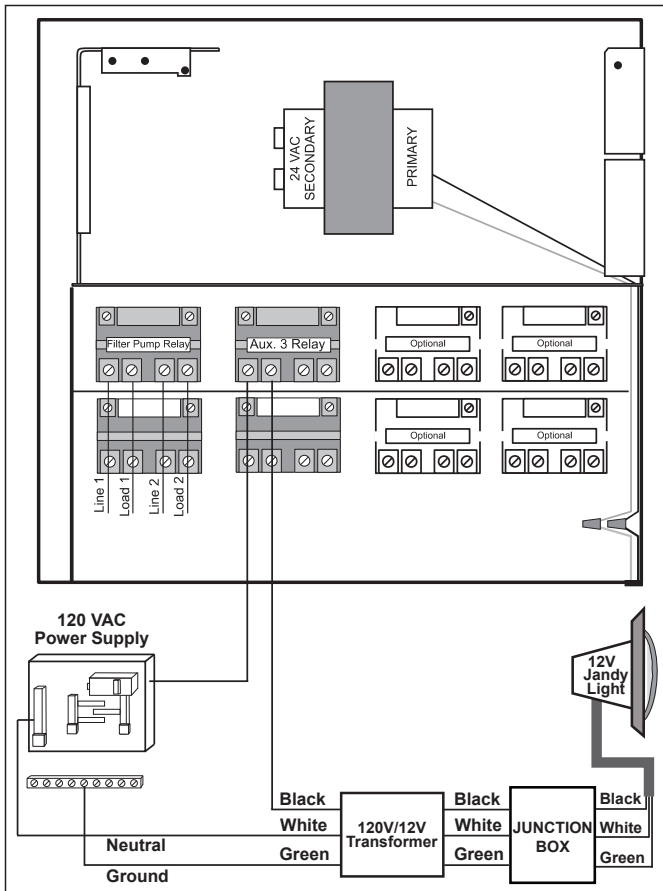 24 VAC
SECONDARY
PRIMARY
Filter Pump Relay
Aux. 3 Relay
Optional
Optional
Optional
Optional
Line 1
Load 1
Line 2
Load 2
120 VAC
Power Supply
12V
Jandy
Light
Black
White
Green
120V/12V
Transformer
Black
White
Green
JUNCTION
BOX
Black
White
Green
Neutral
Ground